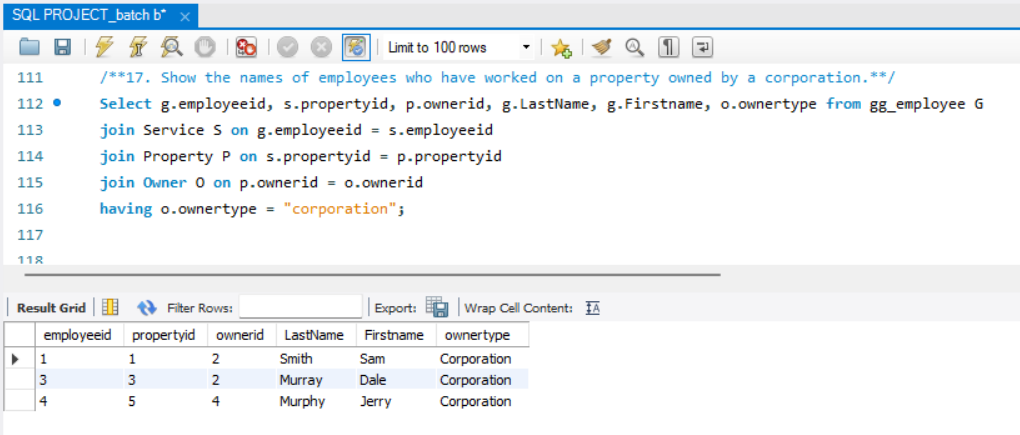 SQL PROJECT_batch b*
Limit to 100 rows
111 /**17. Show the names of employees who have worked on a property owned by a corporation.**/
112 Select g.employeeid, s.propertyid, p.ownerid, g.LastName, g.Firstname, o.ownertype from gg_employee G
113 join Service S on g.employeeid = s.employeeid
114 join Property P on s.propertyid = p.propertyid
115 join Owner O on p.ownerid = o.ownerid
116 having o.ownertype = "corporation";
117
118
Result Grid Filter Rows: Export: Wrap Cell Content:
employeeid propertyid ownerid LastName Firstname ownertype
1 1 2 Smith Sam Corporation
3 3 2 Murray Dale Corporation
4 5 4 Murphy Jerry Corporation